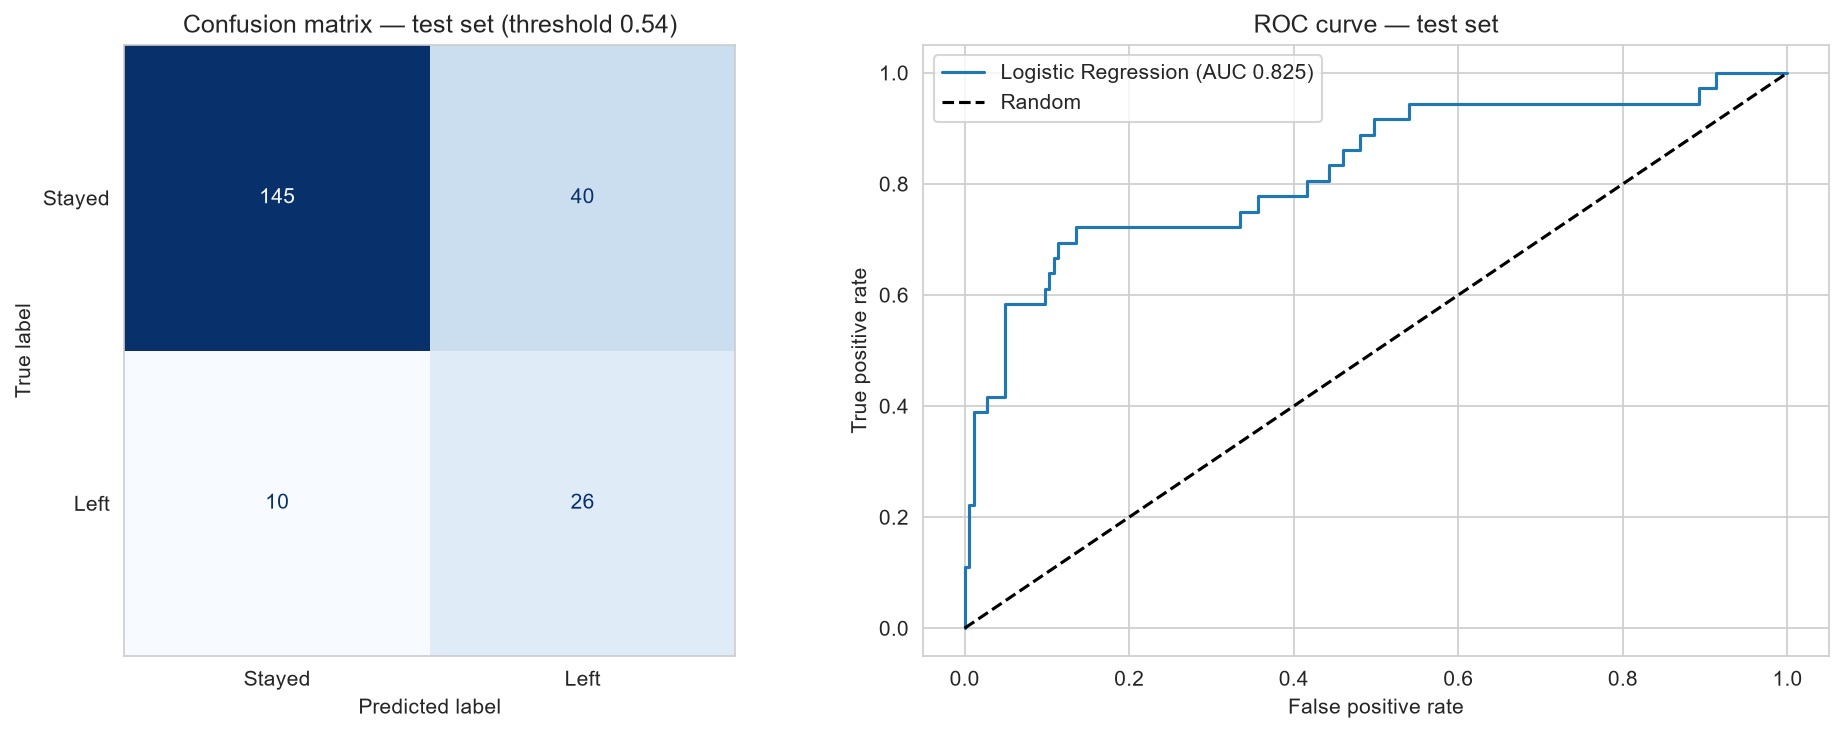 Confusion matrix — test set (threshold 0.54)
True label
Stayed
Left
145
40
10
26
Stayed
Left
Predicted label
ROC curve — test set
Logistic Regression (AUC 0.825)
Random
True positive rate
1.0
0.8
0.6
0.4
0.2
0.0
0.0
0.2
0.4
0.6
0.8
1.0
False positive rate